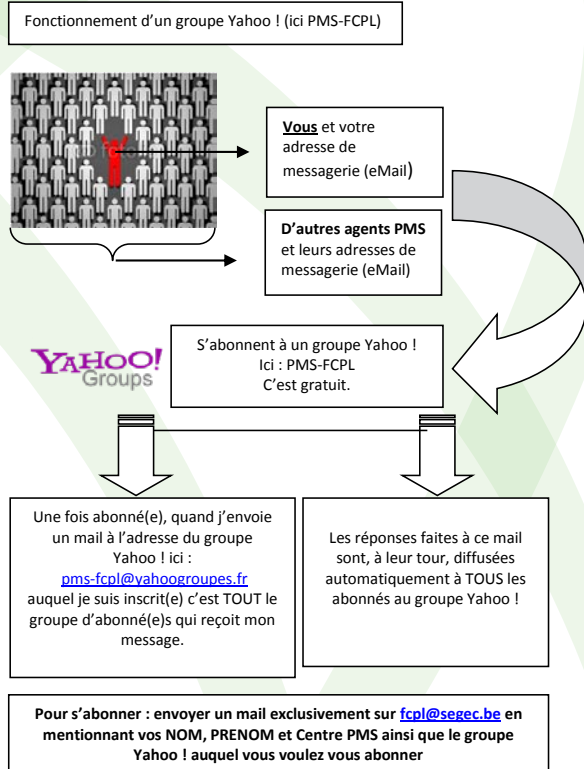 Fonctionnement d'un groupe Yahoo ! (ici PMS-FCPL)
Vous et votre
adresse de
messagerie (eMail)
D'autres agents PMS
et leurs adresses de
messagerie (eMail)
YAHOO!
Groups
S'abonnent à un groupe Yahoo !
Ici : PMS-FCPL
C'est gratuit.
Une fois abonné(e), quand j'envoie
un mail à l'adresse du groupe
Yahoo ! ici :
pms-fcpl@yahoogroupes.fr
auquel je suis inscrit(e) c'est TOUT le
groupe d'abonné(e)s qui reçoit mon
message.
Les réponses faites à ce mail
sont, à leur tour, diffusées
automatiquement à TOUS les
abonnés au groupe Yahoo !
Pour s'abonner : envoyer un mail exclusivement sur fcpl@segec.be en
mentionnant vos NOM, PRENOM et Centre PMS ainsi que le groupe
Yahoo ! auquel vous voulez vous abonner